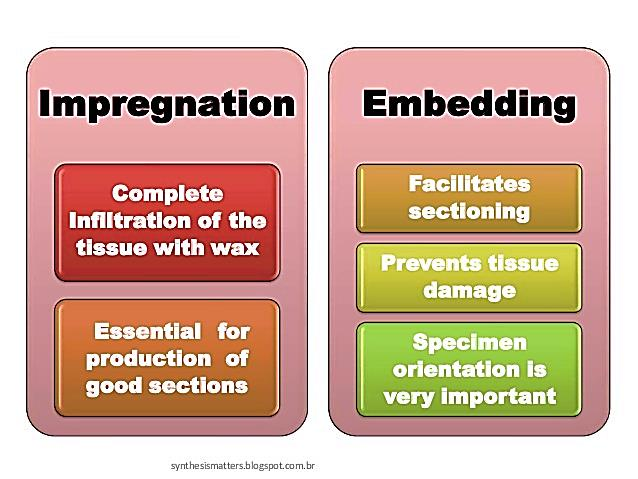 Impregnation
Complete
Infiltration of the
tissue with wax
Essential for
production of
good sections
Embedding
Facilitates
sectioning
Prevents tissue
damage
Specimen
orientation is
very important
synthesismatters.blogspot.com.br